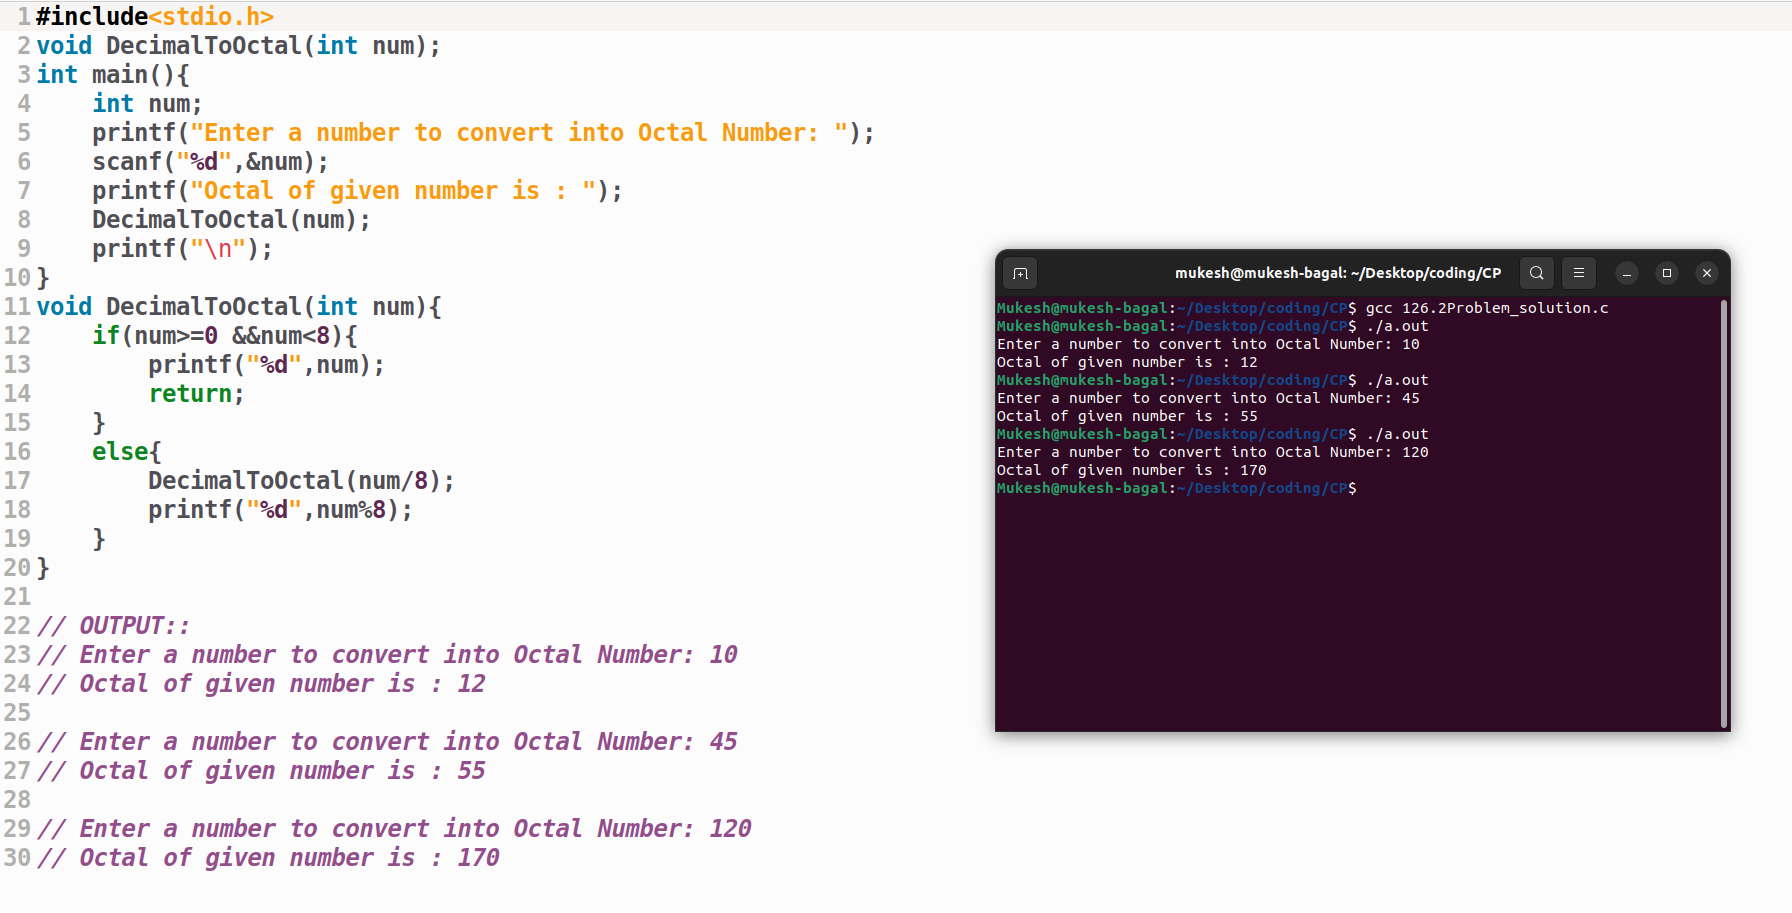 1 #include<stdio.h>
2 void DecimalToOctal(int num);
3 int main(){
4     int num;
5     printf("Enter a number to convert into Octal Number: ");
6     scanf("%d",&num);
7     printf("Octal of given number is : ");
8     DecimalToOctal(num);
9     printf("\n");
10 }
11 void DecimalToOctal(int num){
12     if(num>=0 &&num<8){
13         printf("%d",num);
14         return;
15     }
16     else{
17         DecimalToOctal(num/8);
18         printf("%d",num%8);
19     }
20 }
21
22 // OUTPUT::
23 // Enter a number to convert into Octal Number: 10
24 // Octal of given number is : 12
25
26 // Enter a number to convert into Octal Number: 45
27 // Octal of given number is : 55
28
29 // Enter a number to convert into Octal Number: 120
30 // Octal of given number is : 170
mukesh@mukesh-bagal: ~/Desktop/coding/CP
Mukesh@mukesh-bagal:~/Desktop/coding/CP$ gcc 126.2Problem_solution.c
Mukesh@mukesh-bagal:~/Desktop/coding/CP$ ./a.out
Enter a number to convert into Octal Number: 10
Octal of given number is : 12
Mukesh@mukesh-bagal:~/Desktop/coding/CP$ ./a.out
Enter a number to convert into Octal Number: 45
Octal of given number is : 55
Mukesh@mukesh-bagal:~/Desktop/coding/CP$ ./a.out
Enter a number to convert into Octal Number: 120
Octal of given number is : 170
Mukesh@mukesh-bagal:~/Desktop/coding/CP$